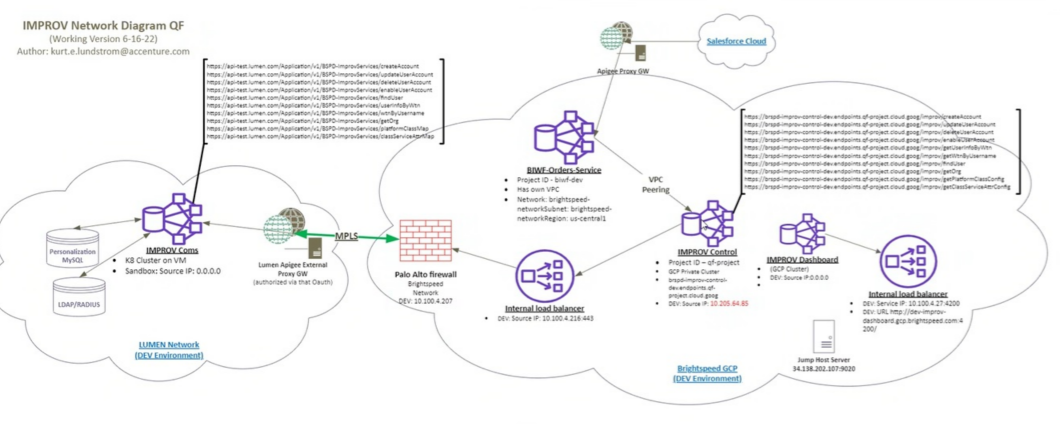 IMPROV Network Diagram QF
(Working Version 6-16-22)
Author: kurt.e.lundstrom@accenture.com
https://api-test.lumen.com/Application/v1/BSPD-ImprovServices/createAccount
https://api-test.lumen.com/Application/v1/BSPD-ImprovServices/updateUserAccount
https://api-test.lumen.com/Application/v1/BSPD-ImprovServices/deleteUserAccount
https://api-test.lumen.com/Application/v1/BSPD-ImprovServices/enableUserAccount
https://api-test.lumen.com/Application/v1/BSPD-ImprovServices/findUser
https://api-test.lumen.com/Application/v1/BSPD-ImprovServices/userInfoByWtn
https://api-test.lumen.com/Application/v1/BSPD-ImprovServices/wtnByUsername
https://api-test.lumen.com/Application/v1/BSPD-ImprovServices/getOrg
https://api-test.lumen.com/Application/v1/BSPD-ImprovServices/platformClassMap
https://api-test.lumen.com/Application/v1/BSPD-ImprovServices/classServiceAttrMap
Salesforce Cloud
Apigee Proxy GW
BIWF-Orders-Service
• Project ID - biwf-dev
• Has own VPC
• Network: brightspeed-
networkSubnet: brightspeed-
networkRegion: us-central1
VPC
Peering
https://brspd-improv-control-dev.endpoints.qf-project.cloud.goog/improv/createAccount
https://brspd-improv-control-dev.endpoints.qf-project.cloud.goog/improv/updateUserAccount
https://brspd-improv-control-dev.endpoints.qf-project.cloud.goog/improv/deleteUserAccount
https://brspd-improv-control-dev.endpoints.qf-project.cloud.goog/improv/enableUserAccount
https://brspd-improv-control-dev.endpoints.qf-project.cloud.goog/improv/getUserInfoByWtn
https://brspd-improv-control-dev.endpoints.qf-project.cloud.goog/improv/getWtnByUsername
https://brspd-improv-control-dev.endpoints.qf-project.cloud.goog/improv/findUser
https://brspd-improv-control-dev.endpoints.qf-project.cloud.goog/improv/getOrg
https://brspd-improv-control-dev.endpoints.qf-project.cloud.goog/improv/getPlatformClassConfig
https://brspd-improv-control-dev.endpoints.qf-project.cloud.goog/improv/getClassServiceAttrConfig
Personalization
MySQL
LDAP/RADIUS
IMPROV Coms
• K8 Cluster on VM
• Sandbox: Source IP: 0.0.0.0
MPLS
Lumen Apigee External
Proxy GW
(authorized via that Oauth)
LUMEN Network
(DEV Environment)
Palo Alto firewall
Brightspeed
Network
DEV: 10.100.4.207
Internal load balancer
• DEV: Source IP: 10.100.4.216:443
IMPROV Control
• Project ID – qf-project
• GCP Private Cluster
• brspd-improv-control-
dev.endpoints.qf-
project.cloud.goog
• DEV: Source IP: 10.205.64.85
IMPROV Dashboard
• (GCP Cluster)
• DEV: Source IP:0.0.0.0
Internal load balancer
• DEV: Service IP: 10.100.4.27:4200
• DEV: URL http://dev-improv-
dashboard.gcp.brightspeed.com:4
200/
Jump Host Server
34.138.202.107:9020
Brightspeed GCP
(DEV Environment)